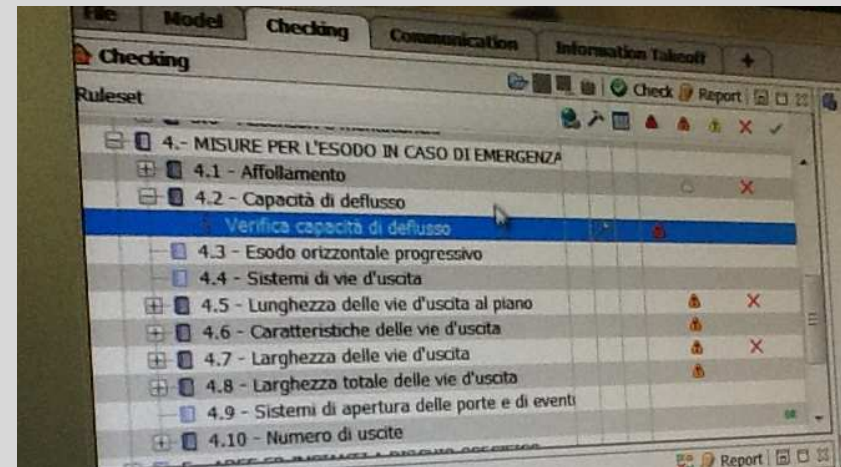 File Model Checking Communication Information Takeoff +
Checking
Check Report
Ruleset
4.- MISURE PER L'ESODO IN CASO DI EMERGENZA
4.1 - Affollamento
4.2 - Capacità di deflusso
Verifica capacità di deflusso
4.3 - Esodo orizzontale progressivo
4.4 - Sistemi di vie d'uscita
4.5 - Lunghezza delle vie d'uscita al piano
4.6 - Caratteristiche delle vie d'uscita
4.7 - Larghezza delle vie d'uscita
4.8 - Larghezza totale delle vie d'uscita
4.9 - Sistemi di apertura delle porte e di eventi
4.10 - Numero di uscite
OK
Report